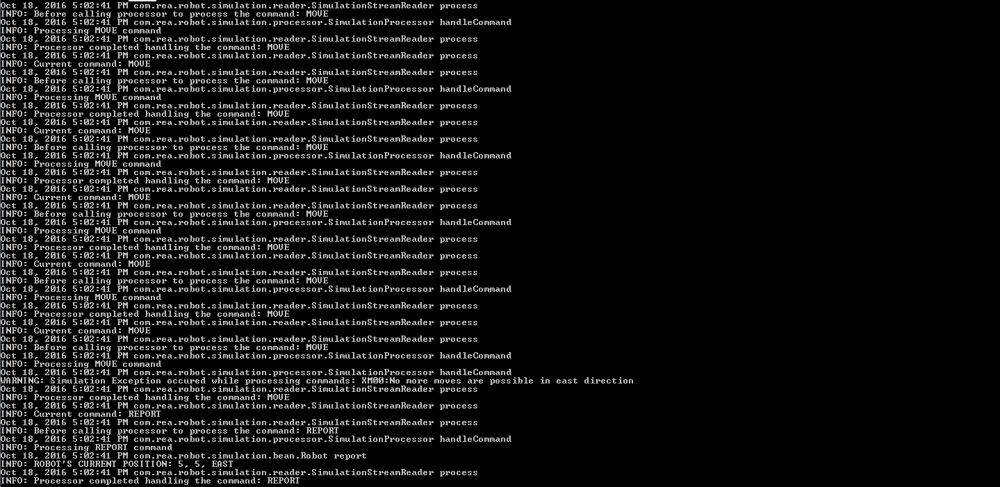 Oct 18, 2016 5:02:41 PM com.rea.robot.simulation.reader.SimulationStreamReader process
INFO: Before calling processor to process the command: MOVE
Oct 18, 2016 5:02:41 PM com.rea.robot.simulation.processor.SimulationProcessor handleCommand
INFO: Processing MOVE command
Oct 18, 2016 5:02:41 PM com.rea.robot.simulation.reader.SimulationStreamReader process
INFO: Processor completed handling the command: MOVE
Oct 18, 2016 5:02:41 PM com.rea.robot.simulation.reader.SimulationStreamReader process
INFO: Current command: MOVE
Oct 18, 2016 5:02:41 PM com.rea.robot.simulation.reader.SimulationStreamReader process
INFO: Before calling processor to process the command: MOVE
Oct 18, 2016 5:02:41 PM com.rea.robot.simulation.processor.SimulationProcessor handleCommand
INFO: Processing MOVE command
Oct 18, 2016 5:02:41 PM com.rea.robot.simulation.reader.SimulationStreamReader process
INFO: Processor completed handling the command: MOVE
Oct 18, 2016 5:02:41 PM com.rea.robot.simulation.reader.SimulationStreamReader process
INFO: Current command: MOVE
Oct 18, 2016 5:02:41 PM com.rea.robot.simulation.reader.SimulationStreamReader process
INFO: Before calling processor to process the command: MOVE
Oct 18, 2016 5:02:41 PM com.rea.robot.simulation.processor.SimulationProcessor handleCommand
INFO: Processing MOVE command
Oct 18, 2016 5:02:41 PM com.rea.robot.simulation.reader.SimulationStreamReader process
INFO: Processor completed handling the command: MOVE
Oct 18, 2016 5:02:41 PM com.rea.robot.simulation.reader.SimulationStreamReader process
INFO: Current command: MOVE
Oct 18, 2016 5:02:41 PM com.rea.robot.simulation.reader.SimulationStreamReader process
INFO: Before calling processor to process the command: MOVE
Oct 18, 2016 5:02:41 PM com.rea.robot.simulation.processor.SimulationProcessor handleCommand
INFO: Processing MOVE command
Oct 18, 2016 5:02:41 PM com.rea.robot.simulation.reader.SimulationStreamReader process
INFO: Processor completed handling the command: MOVE
Oct 18, 2016 5:02:41 PM com.rea.robot.simulation.reader.SimulationStreamReader process
INFO: Current command: MOVE
Oct 18, 2016 5:02:41 PM com.rea.robot.simulation.reader.SimulationStreamReader process
INFO: Before calling processor to process the command: MOVE
Oct 18, 2016 5:02:41 PM com.rea.robot.simulation.processor.SimulationProcessor handleCommand
INFO: Processing MOVE command
Oct 18, 2016 5:02:41 PM com.rea.robot.simulation.reader.SimulationStreamReader process
INFO: Processor completed handling the command: MOVE
Oct 18, 2016 5:02:41 PM com.rea.robot.simulation.reader.SimulationStreamReader process
INFO: Current command: MOVE
Oct 18, 2016 5:02:41 PM com.rea.robot.simulation.reader.SimulationStreamReader process
INFO: Before calling processor to process the command: MOVE
Oct 18, 2016 5:02:41 PM com.rea.robot.simulation.processor.SimulationProcessor handleCommand
INFO: Processing MOVE command
Oct 18, 2016 5:02:41 PM com.rea.robot.simulation.processor.SimulationProcessor handleCommand
WARNING: Simulation Exception occured while processing commands: XM00:No more moves are possible in east direction
Oct 18, 2016 5:02:41 PM com.rea.robot.simulation.reader.SimulationStreamReader process
INFO: Processor completed handling the command: MOVE
Oct 18, 2016 5:02:41 PM com.rea.robot.simulation.reader.SimulationStreamReader process
INFO: Current command: REPORT
Oct 18, 2016 5:02:41 PM com.rea.robot.simulation.reader.SimulationStreamReader process
INFO: Before calling processor to process the command: REPORT
Oct 18, 2016 5:02:41 PM com.rea.robot.simulation.processor.SimulationProcessor handleCommand
INFO: Processing REPORT command
Oct 18, 2016 5:02:41 PM com.rea.robot.simulation.bean.Robot report
INFO: ROBOT'S CURRENT POSITION: 5, 5, EAST
Oct 18, 2016 5:02:41 PM com.rea.robot.simulation.reader.SimulationStreamReader process
INFO: Processor completed handling the command: REPORT